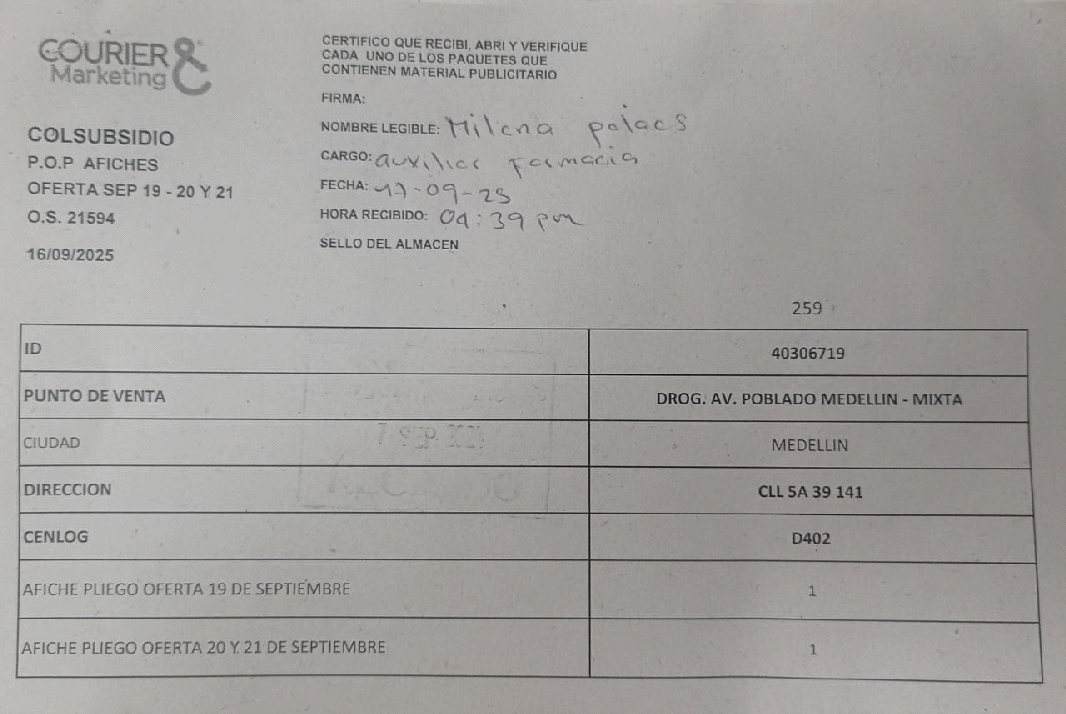 COURIER &
Marketing
COLSUBSIDIO
P.O.P AFICHES
OFERTA SEP 19 - 20 Y 21
O.S. 21594
16/09/2025
CERTIFICO QUE RECIBI, ABRI Y VERIFIQUE
CADA UNO DE LOS PAQUETES QUE
CONTIENEN MATERIAL PUBLICITARIO
FIRMA:
NOMBRE LEGIBLE: Milena
CARGO: auxiliar farmacia
FECHA: 17-09-25
HORA RECIBIDO: 04:39 pm
SELLO DEL ALMACEN
259
ID 40306719
PUNTO DE VENTA DROG. AV. POBLADO MEDELLIN - MIXTA
CIUDAD MEDELLIN
DIRECCION CLL 5A 39 141
CENLOG D402
AFICHE PLIEGO OFERTA 19 DE SEPTIEMBRE 1
AFICHE PLIEGO OFERTA 20 Y 21 DE SEPTIEMBRE 1